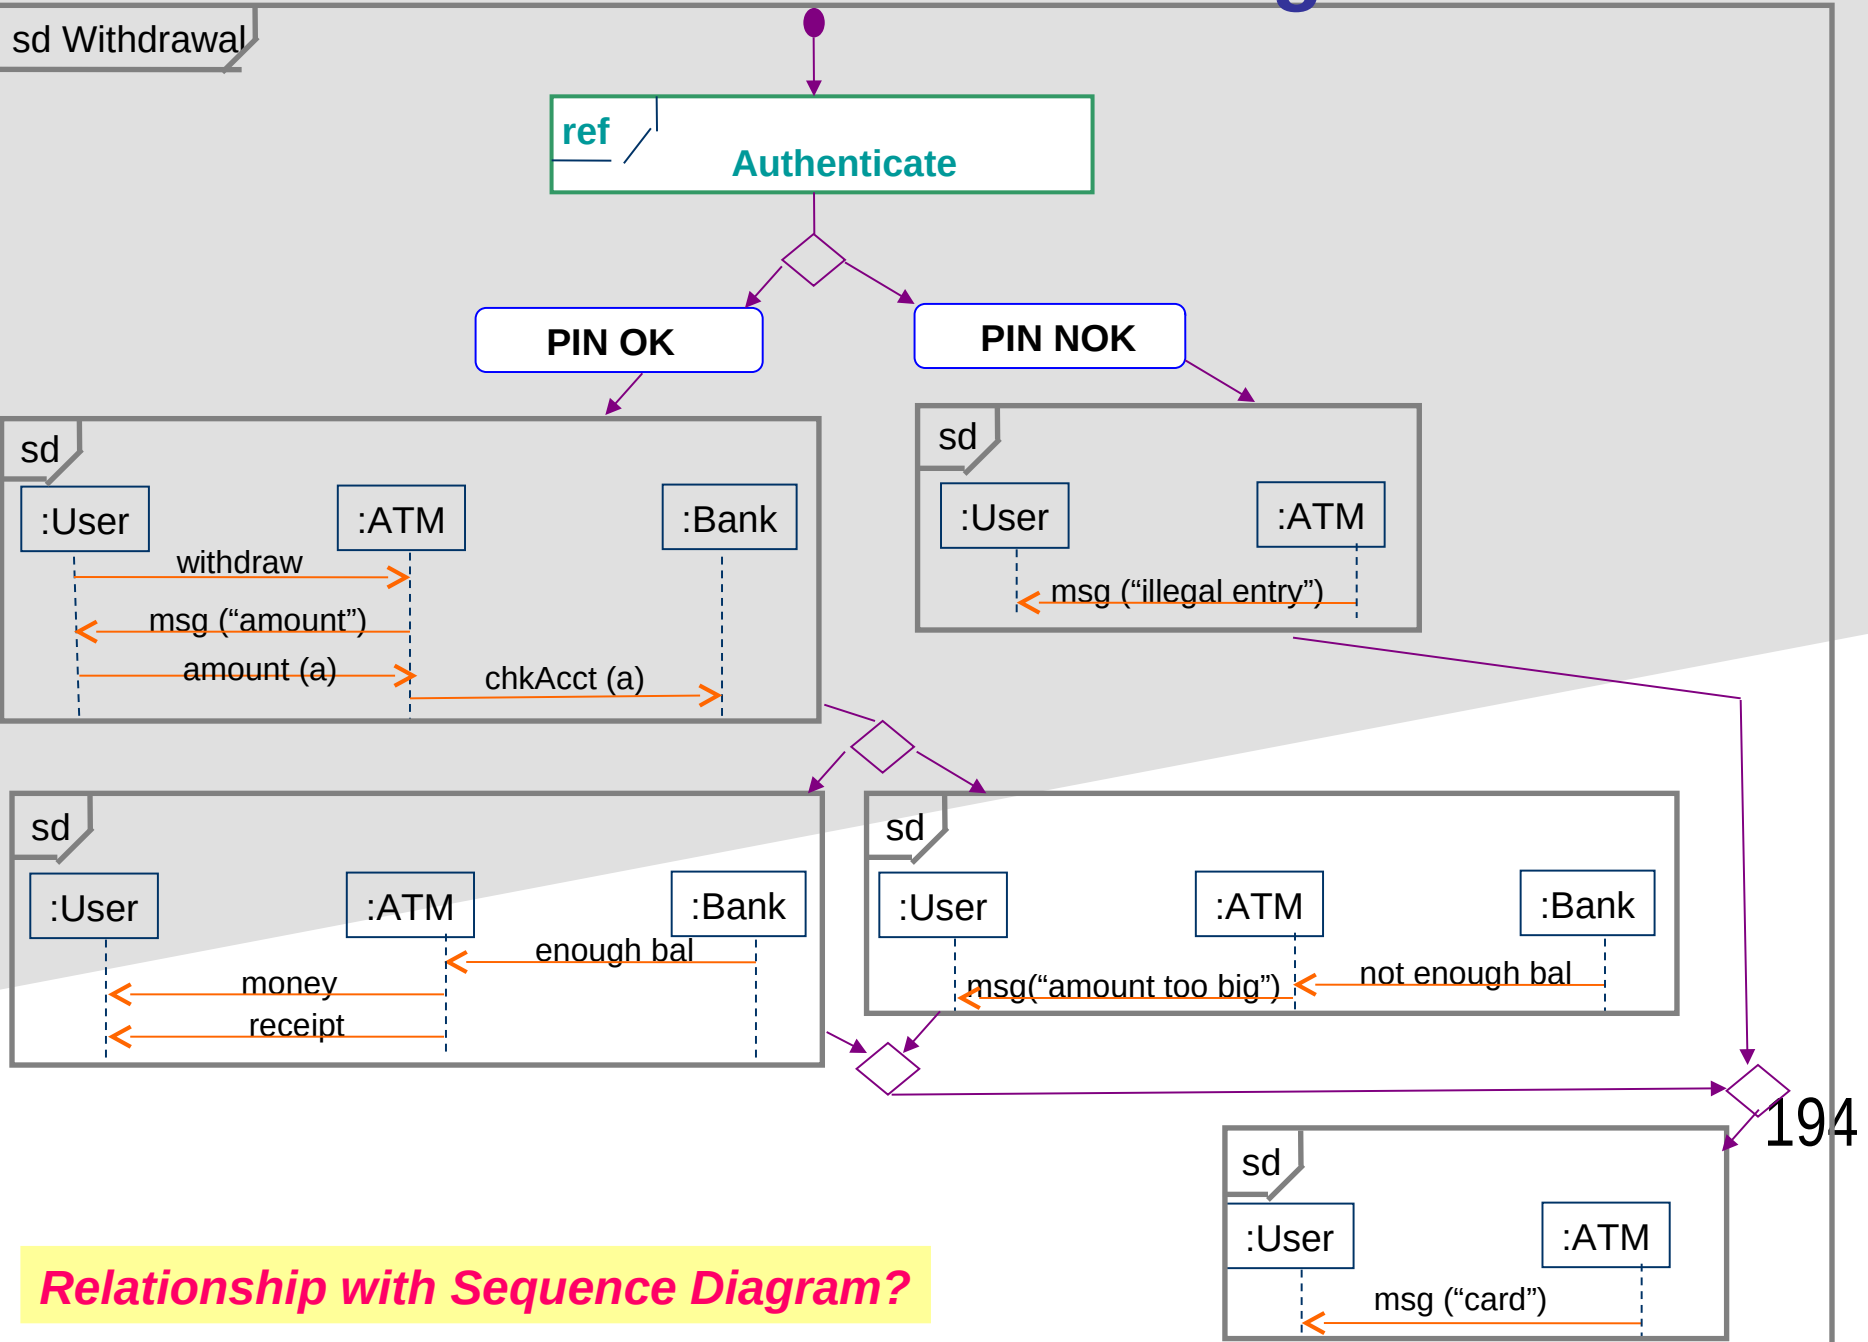 sd Withdrawal
ref
Authenticate
PIN OK
PIN NOK
sd
:User
:ATM
:Bank
withdraw
msg (“amount”)
amount (a)
chkAcct (a)
sd
:User
:ATM
msg (“illegal entry”)
sd
:User
:ATM
:Bank
enough bal
money
receipt
sd
:User
:ATM
:Bank
not enough bal
msg(“amount too big”)
194
sd
:User
:ATM
msg (“card”)
Relationship with Sequence Diagram?